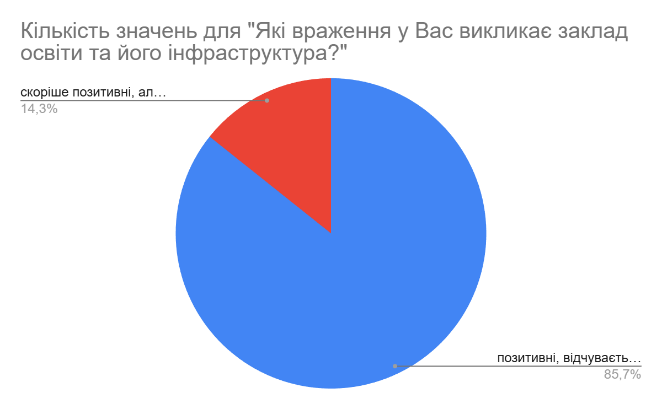 Кількість значень для "Які враження у Вас викликає заклад
освіти та його інфраструктура?"
скоріше позитивні, ал…
14,3%
позитивні, відчуваєть…
85,7%